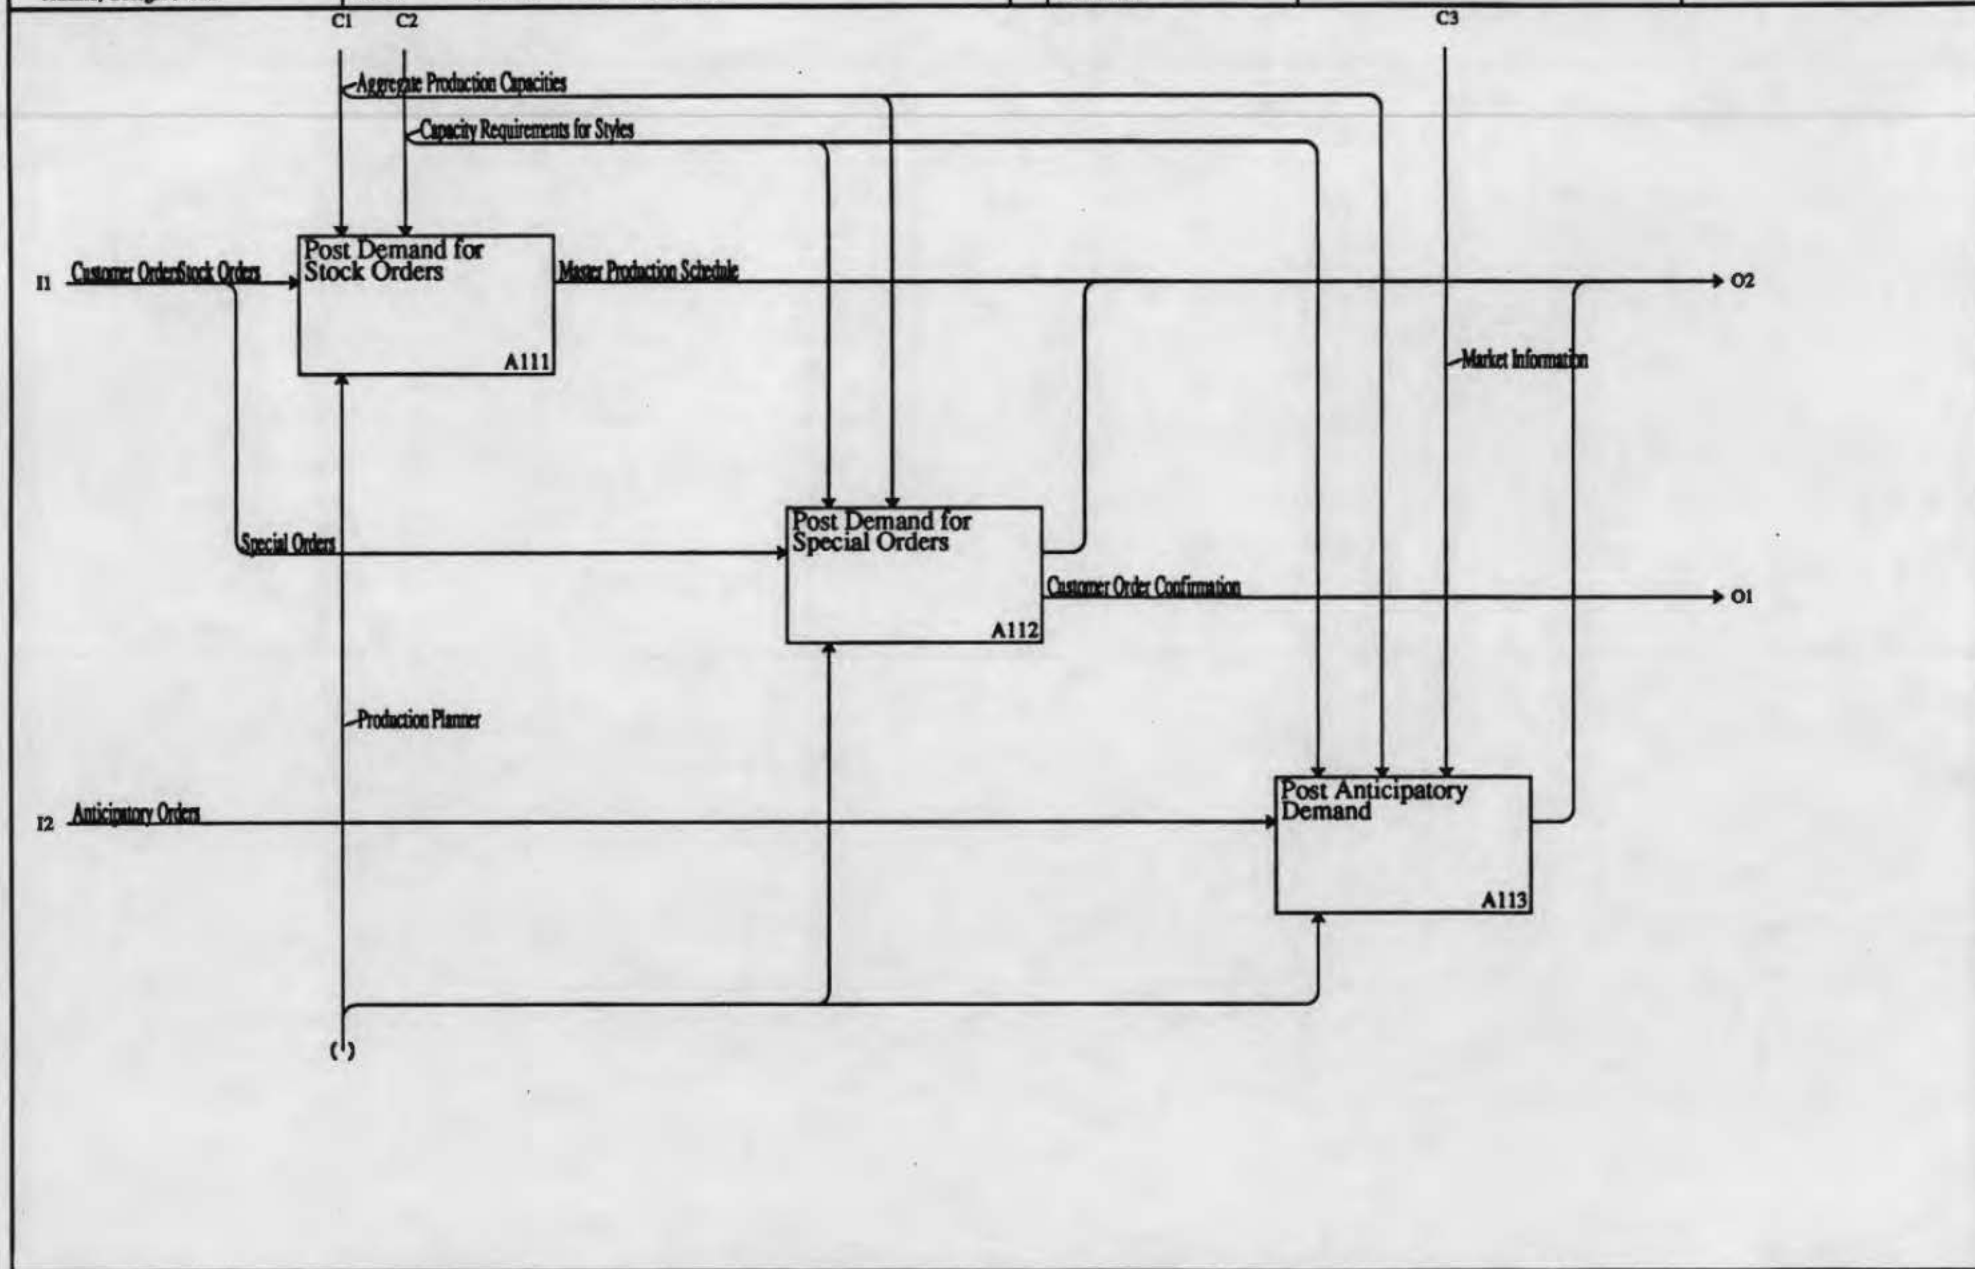 C1 C2 C3
Aggregate Production Capacities
Capacity Requirements for Styles
Post Demand for
Stock Orders
I1 Customer Orders Stock Orders
Master Production Schedule
O2
A111
Market Information
Special Orders
Post Demand for
Special Orders
Customer Order Confirmation
O1
A112
Production Planner
Post Anticipatory
Demand
I2 Anticipatory Orders
A113
( )